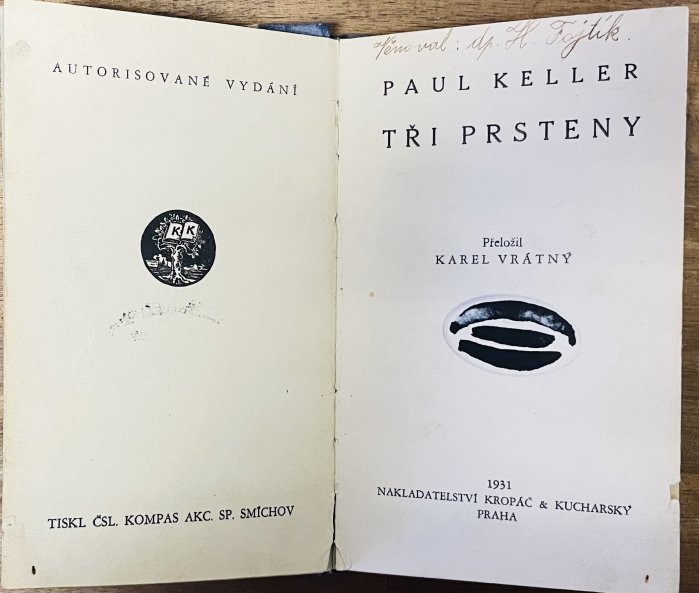 AUTORISOVANÉ VYDÁNÍ
K K
TISKL ČSL. KOMPAS AKC. SP. SMÍCHOV
Věnoval: dp. H. Fojtík.
PAUL KELLER
TŘI PRSTENY
Přeložil
KAREL VRÁTNÝ
1931
NAKLADATELSTVÍ KROPÁČ & KUCHARSKÝ
PRAHA